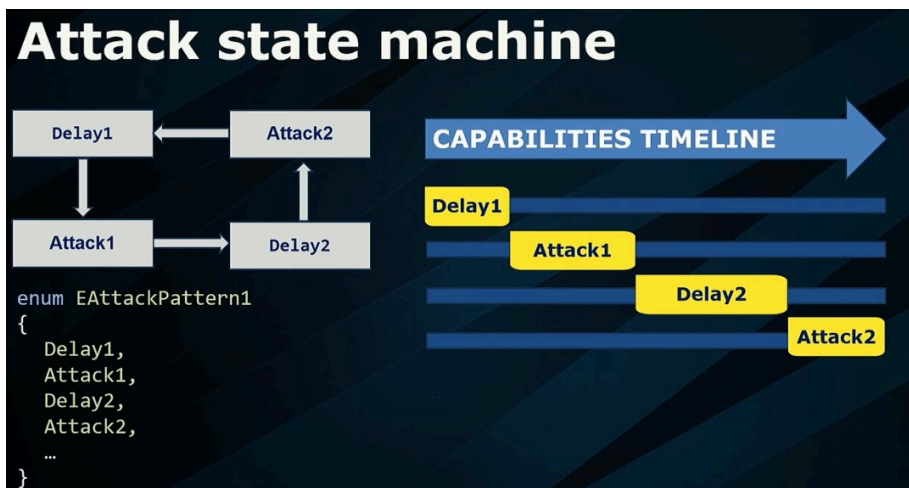 Attack state machine
Delay1
Attack2
Attack1
Delay2
enum EAttackPattern1
{
Delay1,
Attack1,
Delay2,
Attack2,
…
}
CAPABILITIES TIMELINE
Delay1
Attack1
Delay2
Attack2